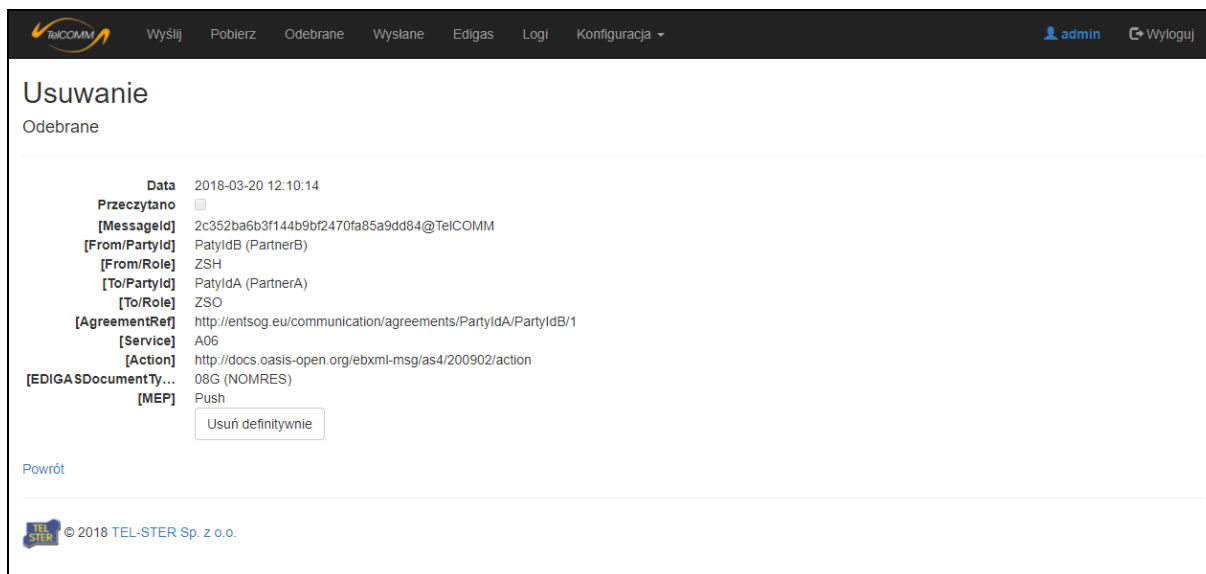 TelCOMM Wyślij Pobierz Odebrane Wysłane Edigas Logi Konfiguracja admin Wyloguj
Usuwanie
Odebrane
Data 2018-03-20 12:10:14
Przeczytano
[MessageId] 2c352ba6b3f144b9bf2470fa85a9dd84@TelCOMM
[From/PartyId] PatyIdB (PartnerB)
[From/Role] ZSH
[To/PartyId] PatyIdA (PartnerA)
[To/Role] ZSO
[AgreementRef] http://entsog.eu/communication/agreements/PartyIdA/PartyIdB/1
[Service] A06
[Action] http://docs.oasis-open.org/ebxml-msg/as4/200902/action
[EDIGASDocumentTy... 08G (NOMRES)
[MEP] Push
Usuń definitywnie
Powrót
TEL STER © 2018 TEL-STER Sp. z o.o.